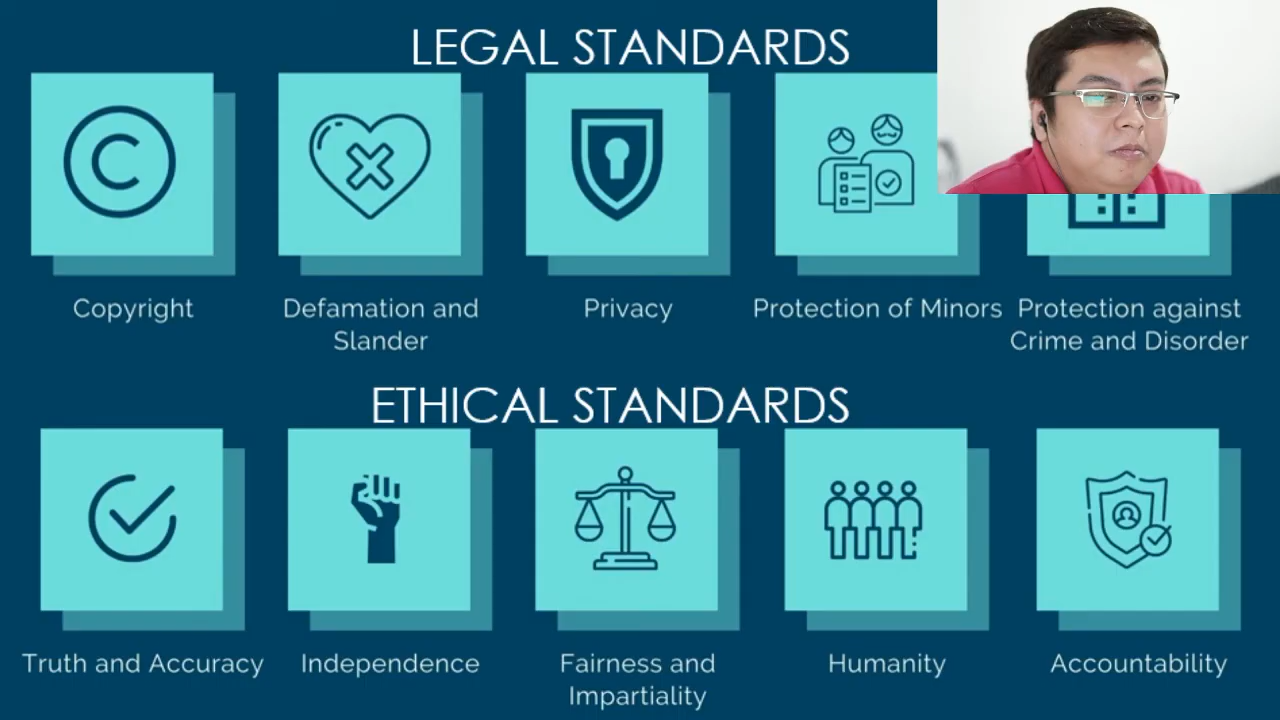 LEGAL STANDARDS
Copyright
Defamation and
Slander
Privacy
Protection of Minors
Protection against
Crime and Disorder
ETHICAL STANDARDS
Truth and Accuracy
Independence
Fairness and
Impartiality
Humanity
Accountability